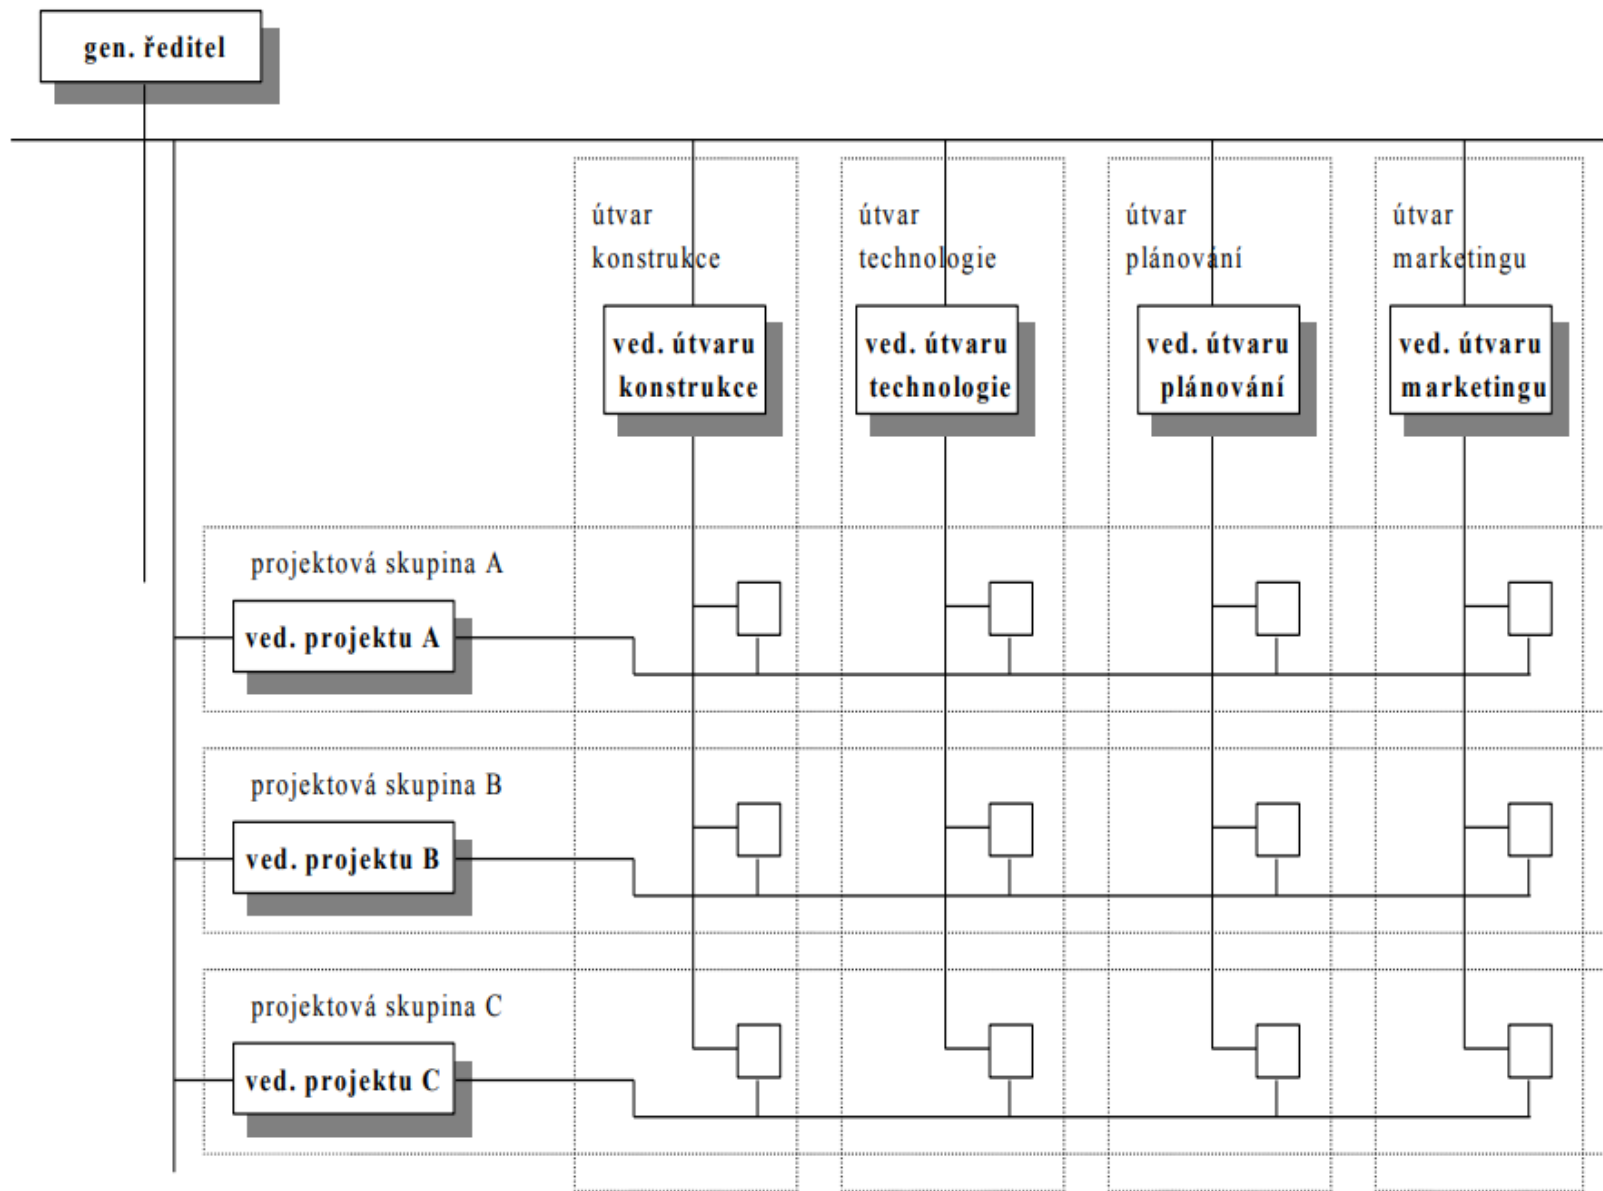 gen. ředitel
útvar
konstrukce
útvar
technologie
útvar
plánování
útvar
marketingu
ved. útvaru
konstrukce
ved. útvaru
technologie
ved. útvaru
plánování
ved. útvaru
marketingu
projektová skupina A
ved. projektu A
projektová skupina B
ved. projektu B
projektová skupina C
ved. projektu C